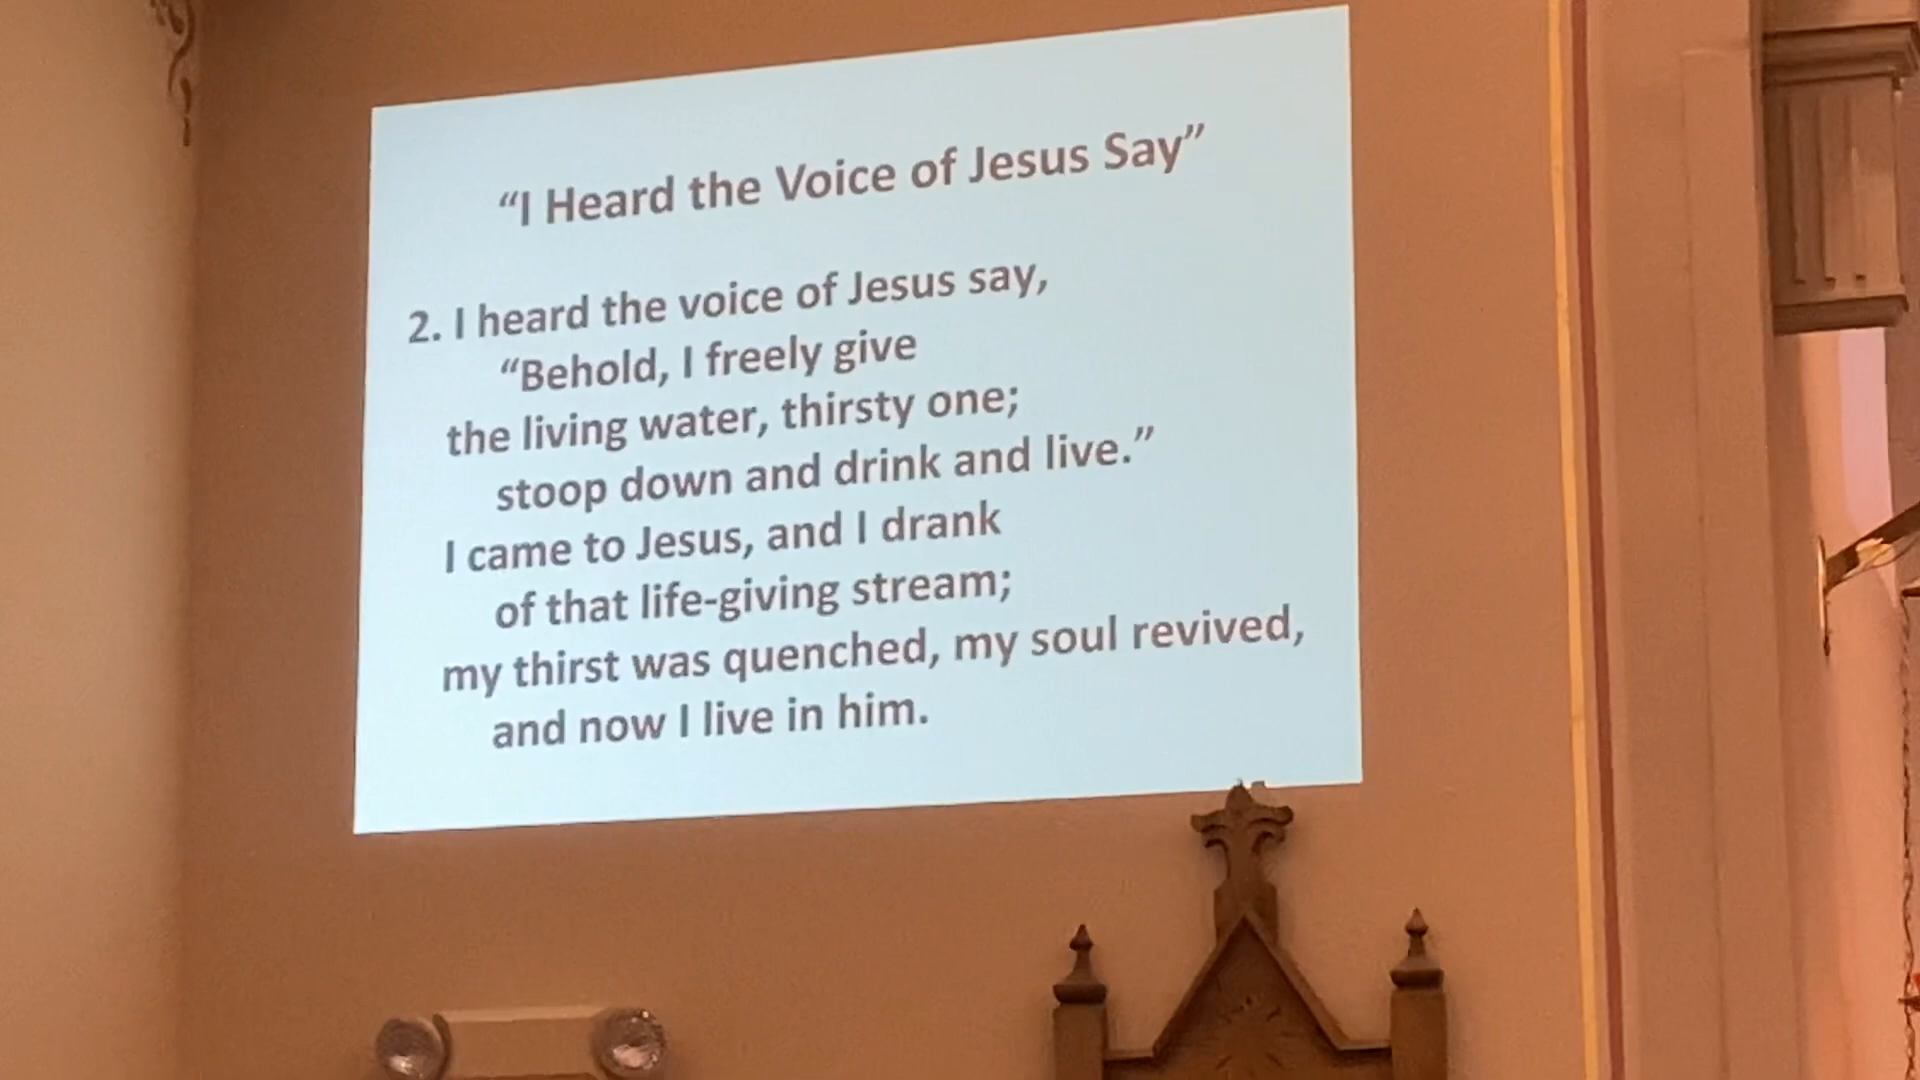 “I Heard the Voice of Jesus Say”
2. I heard the voice of Jesus say,
“Behold, I freely give
the living water, thirsty one;
stoop down and drink and live.”
I came to Jesus, and I drank
of that life-giving stream;
my thirst was quenched, my soul revived,
and now I live in him.